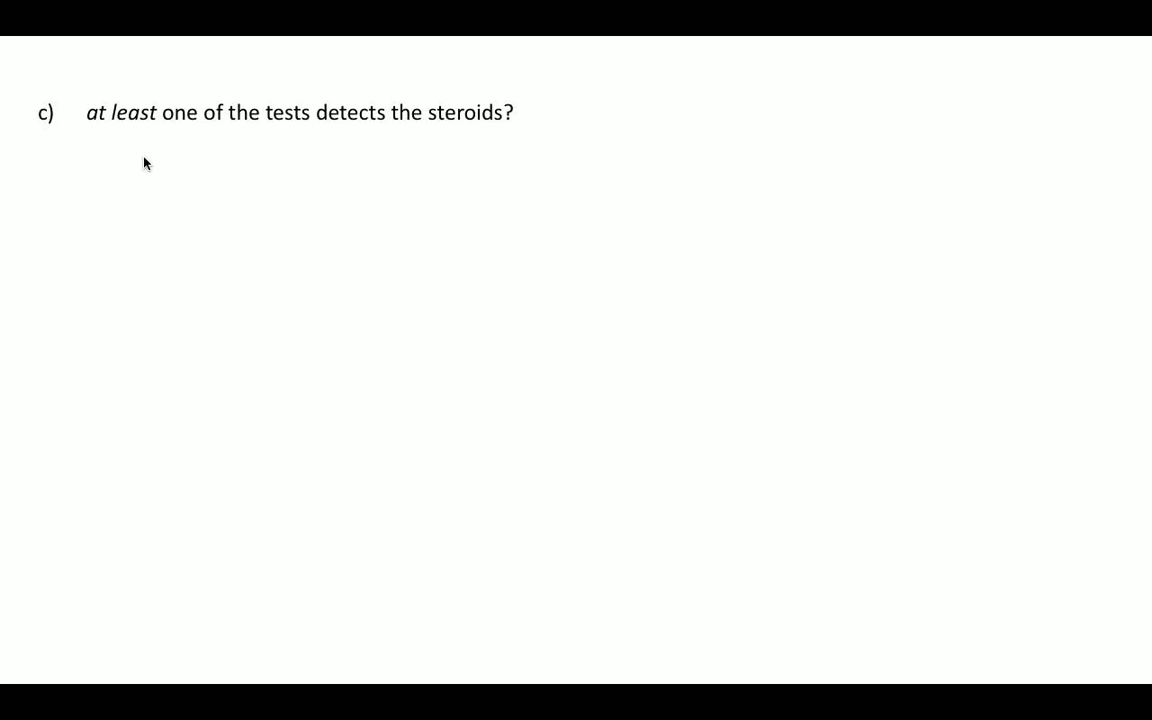 c) at least one of the tests detects the steroids?